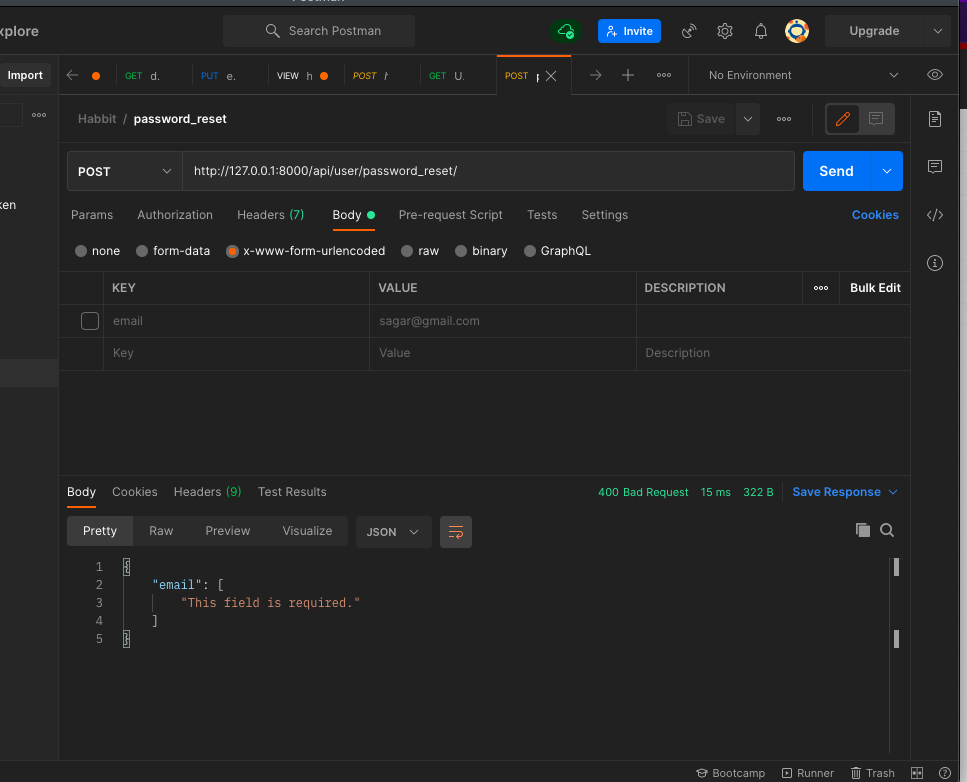 Postman
xplore
Search Postman
Invite
Upgrade
Import
GET d.
PUT e.
VIEW h
POST
GET U.
POST
No Environment
Habbit / password_reset
Save
POST
http://127.0.0.1:8000/api/user/password_reset/
Send
ken
Params Authorization Headers (7) Body Pre-request Script Tests Settings Cookies
none form-data x-www-form-urlencoded raw binary GraphQL
KEY VALUE DESCRIPTION Bulk Edit
email sagar@gmail.com
Key Value Description
Body Cookies Headers (9) Test Results 400 Bad Request 15 ms 322 B Save Response
Pretty Raw Preview Visualize JSON
1 {
2 "email": [
3 "This field is required."
4 ]
5 }
Bootcamp Runner Trash